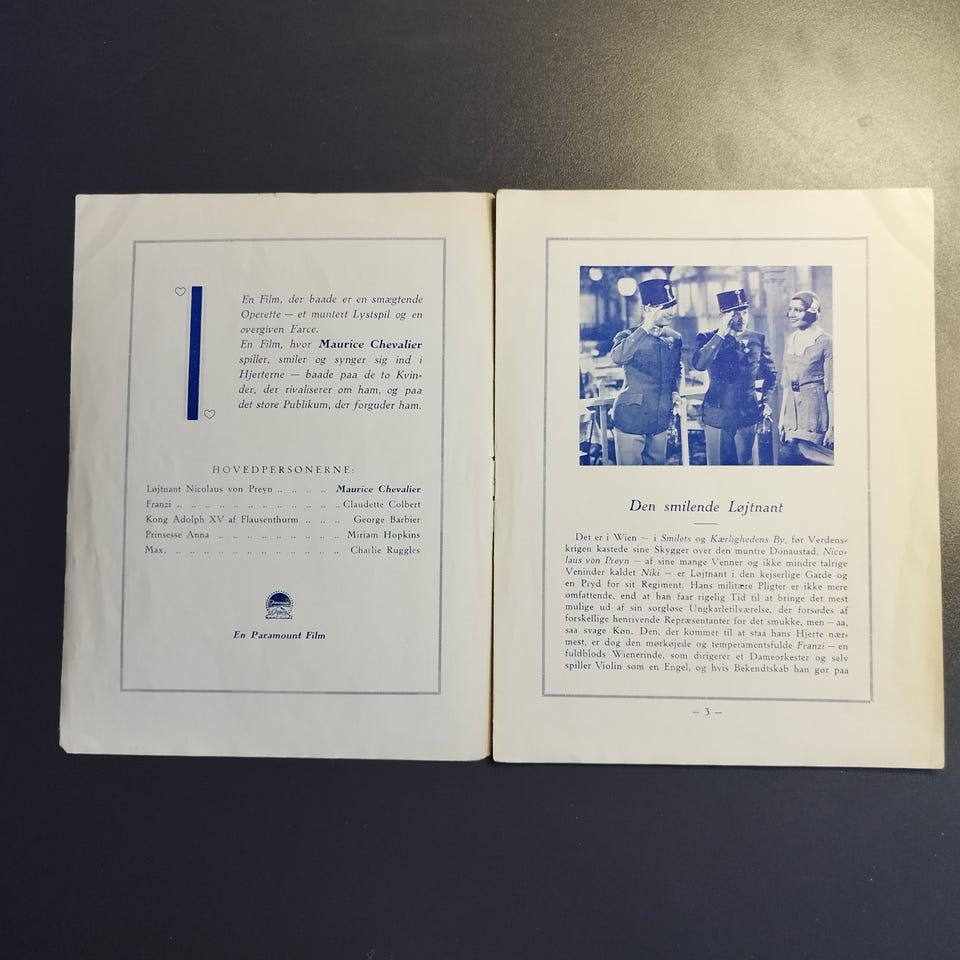 En Film, der baade er en smægtende
Operette — et muntert Lystspil og en
overgiven Farce.
En Film, hvor Maurice Chevalier
spiller, smiler og synger sig ind i
Hjerterne — baade paa de to Kvin-
der, der rivaliserer om ham, og paa
det store Publikum, der forguder ham.
HOVEDPERSONERNE:
Løjtnant Nicolaus von Preyn .. .. .. .. Maurice Chevalier
Franzi .. .. .. .. .. .. .. .. .. .. .. Claudette Colbert
Kong Adolph XV af Flausenthurm .. .. .. George Barbier
Prinsesse Anna .. .. .. .. .. .. .. .. Miriam Hopkins
Max. .. .. .. .. .. .. .. .. .. .. .. Charlie Ruggles
En Paramount Film
Den smilende Løjtnant
Det er i Wien — i Smilets og Kærlighedens By, før Verdens-
krigen kastede sine Skygger over den muntre Donaustad. Nico-
laus von Preyn — af sine mange Venner og ikke mindre talrige
Veninder kaldet Niki — er Løjtnant i den kejserlige Garde og
en Pryd for sit Regiment. Hans militære Pligter er ikke mere
omfattende, end at han faar rigelig Tid til at bringe det mest
mulige ud af sin sorgløse Ungkarletilværelse, der forsødes af
forskellige henrivende Repræsentanter for det smukke, men — aa,
saa svage Køn. Den, der kommer til at staa hans Hjerte nær-
mest, er dog den mørkøjede og temperamentsfulde Franzi — en
fuldblods Wienerinde, som dirigerer et Dameorkester og selv
spiller Violin som en Engel, og hvis Bekendtskab han gør paa
— 3 —